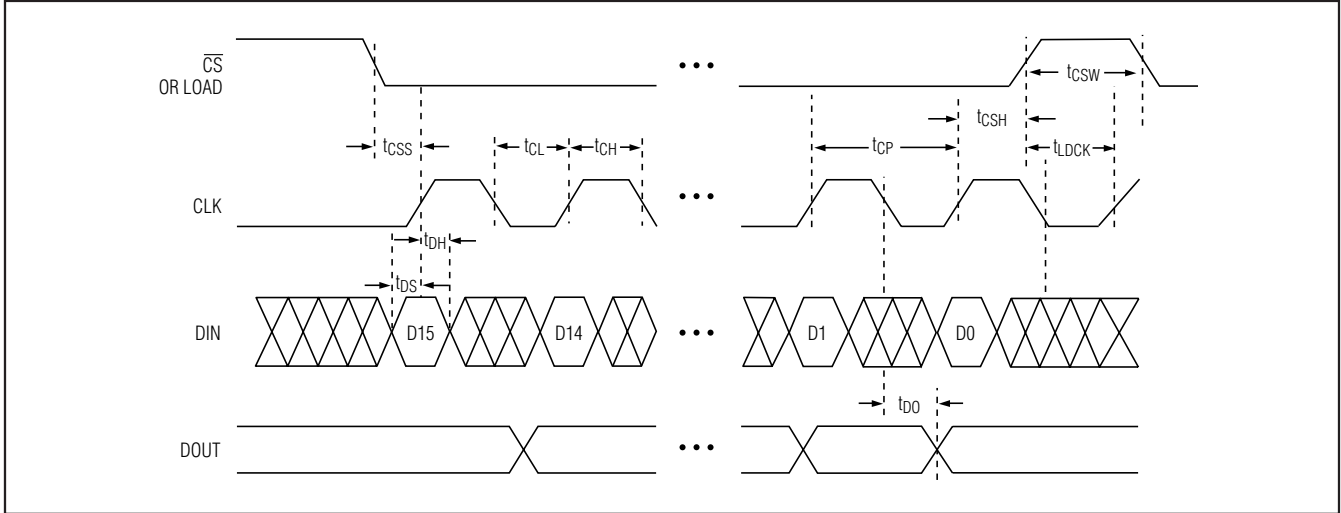 CS
OR LOAD
•••
tCSW
tCSH
tCSS
tCL
tCH
tCP
tLDCK
CLK
•••
tDH
tDS
DIN
D15
D14
•••
D1
D0
tDO
DOUT
•••